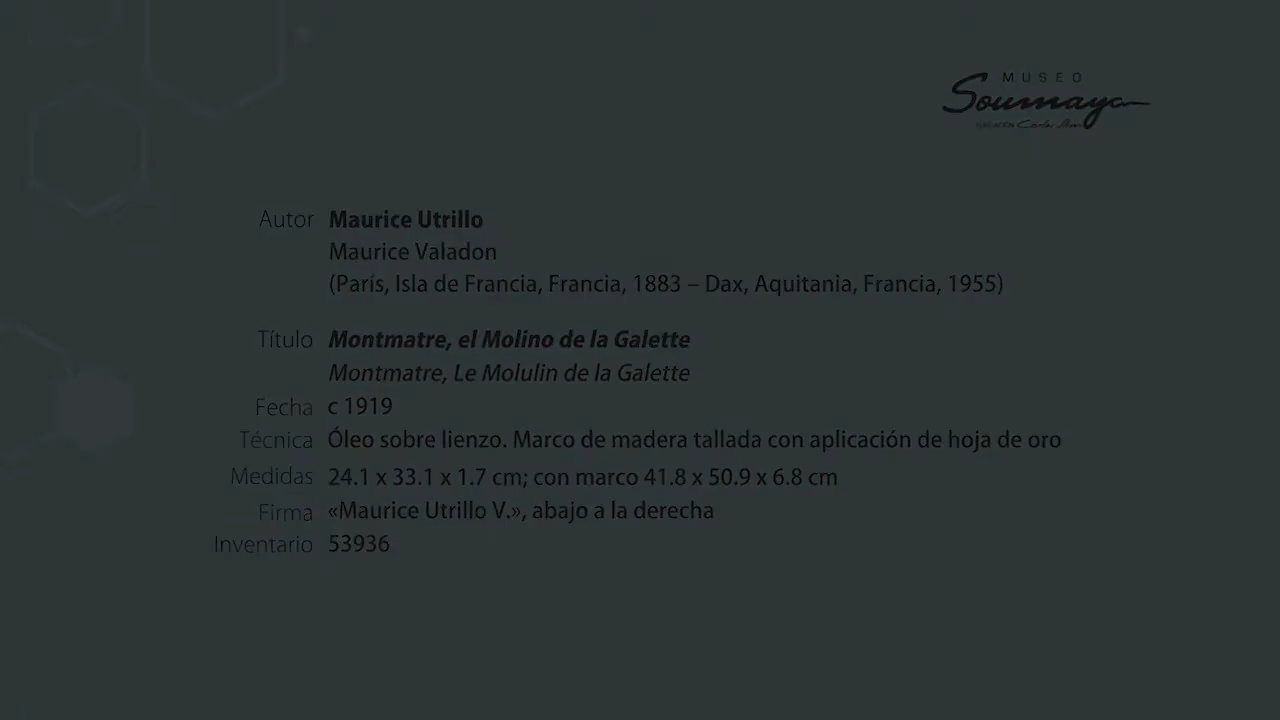 MUSEO
Soumaya
FUNDACIÓN Carlos Slim
Autor Maurice Utrillo
Maurice Valadon
(París, Isla de Francia, Francia, 1883 – Dax, Aquitania, Francia, 1955)
Título Montmatre, el Molino de la Galette
Montmatre, Le Molulin de la Galette
Fecha c 1919
Técnica Óleo sobre lienzo. Marco de madera tallada con aplicación de hoja de oro
Medidas 24.1 x 33.1 x 1.7 cm; con marco 41.8 x 50.9 x 6.8 cm
Firma «Maurice Utrillo V.», abajo a la derecha
Inventario 53936